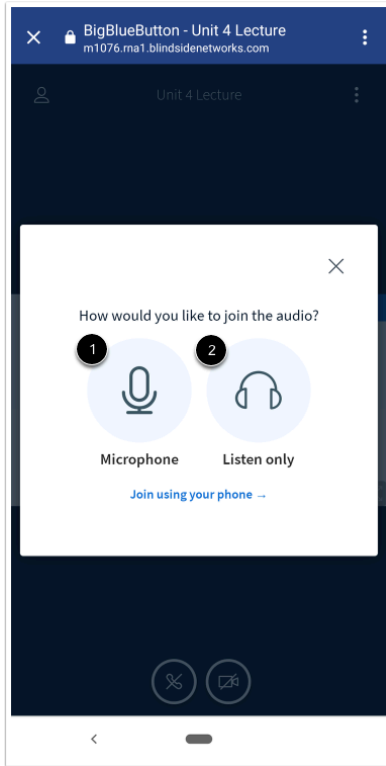 BigBlueButton - Unit 4 Lecture
m1076.rna1.blindsidenetworks.com
Unit 4 Lecture
How would you like to join the audio?
1
2
Microphone
Listen only
Join using your phone →